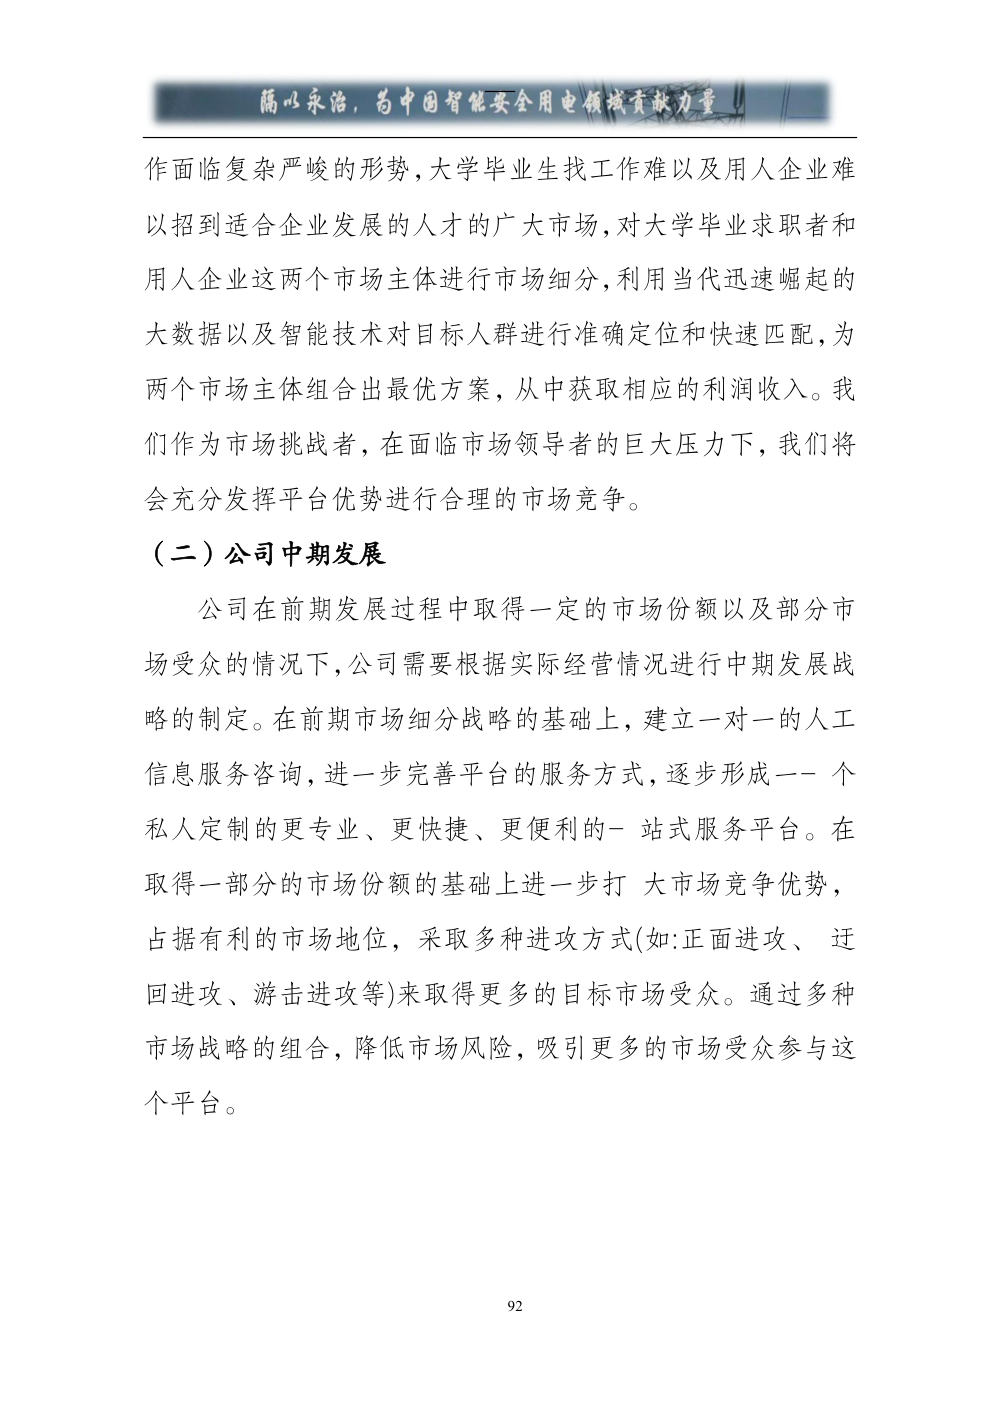 隔以永治，为中国智能安全用电领域贡献力量
作面临复杂严峻的形势,大学毕业生找工作难以及用人企业难
以招到适合企业发展的人才的广大市场,对大学毕业求职者和
用人企业这两个市场主体进行市场细分,利用当代迅速崛起的
大数据以及智能技术对目标人群进行准确定位和快速匹配,为
两个市场主体组合出最优方案, 从中获取相应的利润收入。我
们作为市场挑战者, 在面临市场领导者的巨大压力下, 我们将
会充分发挥平台优势进行合理的市场竞争。
（二）公司中期发展
公司在前期发展过程中取得一定的市场份额以及部分市
场受众的情况下,公司需要根据实际经营情况进行中期发展战
略的制定。在前期市场细分战略的基础上, 建立一对一的人工
信息服务咨询,进一步完善平台的服务方式,逐步形成一– 个
私人定制的更专业、更快捷、更便利的– 站式服务平台。在
取得一部分的市场份额的基础上进一步打 大市场竞争优势,
占据有利的市场地位, 采取多种进攻方式(如:正面进攻、 迂
回进攻、游击进攻等)来取得更多的目标市场受众。通过多种
市场战略的组合, 降低市场风险, 吸引更多的市场受众参与这
个平台。
92